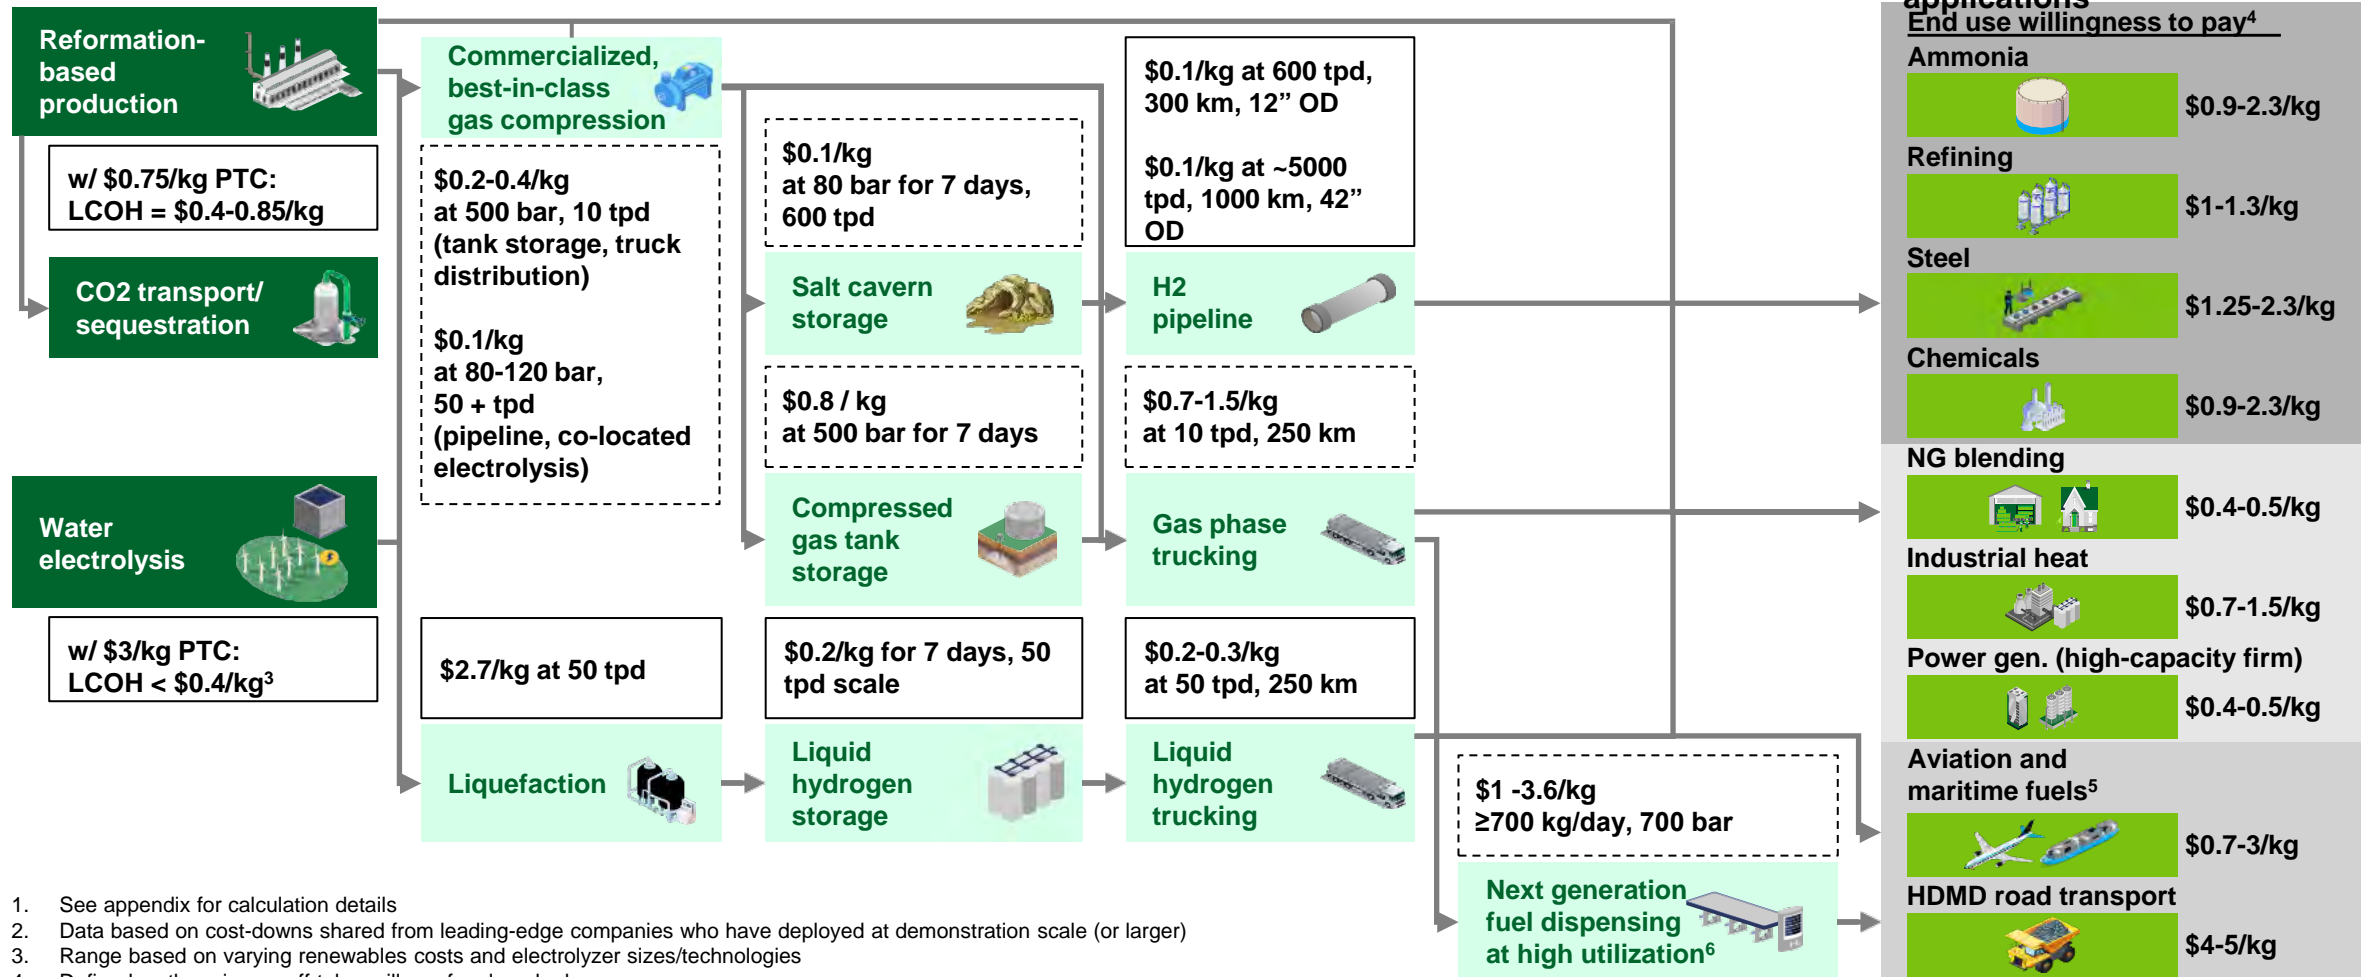 Reformation-
based
production
w/ $0.75/kg PTC:
LCOH = $0.4-0.85/kg
CO2 transport/
sequestration
Water
electrolysis
w/ $3/kg PTC:
LCOH < $0.4/kg3
Commercialized,
best-in-class
gas compression
$0.2-0.4/kg
at 500 bar, 10 tpd
(tank storage, truck
distribution)
$0.1/kg
at 80-120 bar,
50 + tpd
(pipeline, co-located
electrolysis)
$2.7/kg at 50 tpd
Liquefaction
$0.1/kg
at 80 bar for 7 days,
600 tpd
Salt cavern
storage
$0.8 / kg
at 500 bar for 7 days
Compressed
gas tank
storage
$0.2/kg for 7 days, 50
tpd scale
Liquid
hydrogen
storage
$0.1/kg at 600 tpd,
300 km, 12” OD
$0.1/kg at ~5000
tpd, 1000 km, 42”
OD
H2
pipeline
$0.7-1.5/kg
at 10 tpd, 250 km
Gas phase
trucking
$0.2-0.3/kg
at 50 tpd, 250 km
Liquid
hydrogen
trucking
$1 -3.6/kg
≥700 kg/day, 700 bar
Next generation
fuel dispensing
at high utilization6
applications
End use willingness to pay4
Ammonia
$0.9-2.3/kg
Refining
$1-1.3/kg
Steel
$1.25-2.3/kg
Chemicals
$0.9-2.3/kg
NG blending
$0.4-0.5/kg
Industrial heat
$0.7-1.5/kg
Power gen. (high-capacity firm)
$0.4-0.5/kg
Aviation and
maritime fuels5
$0.7-3/kg
HDMD road transport
$4-5/kg
1. See appendix for calculation details
2. Data based on cost-downs shared from leading-edge companies who have deployed at demonstration scale (or larger)
3. Range based on varying renewables costs and electrolyzer sizes/technologies